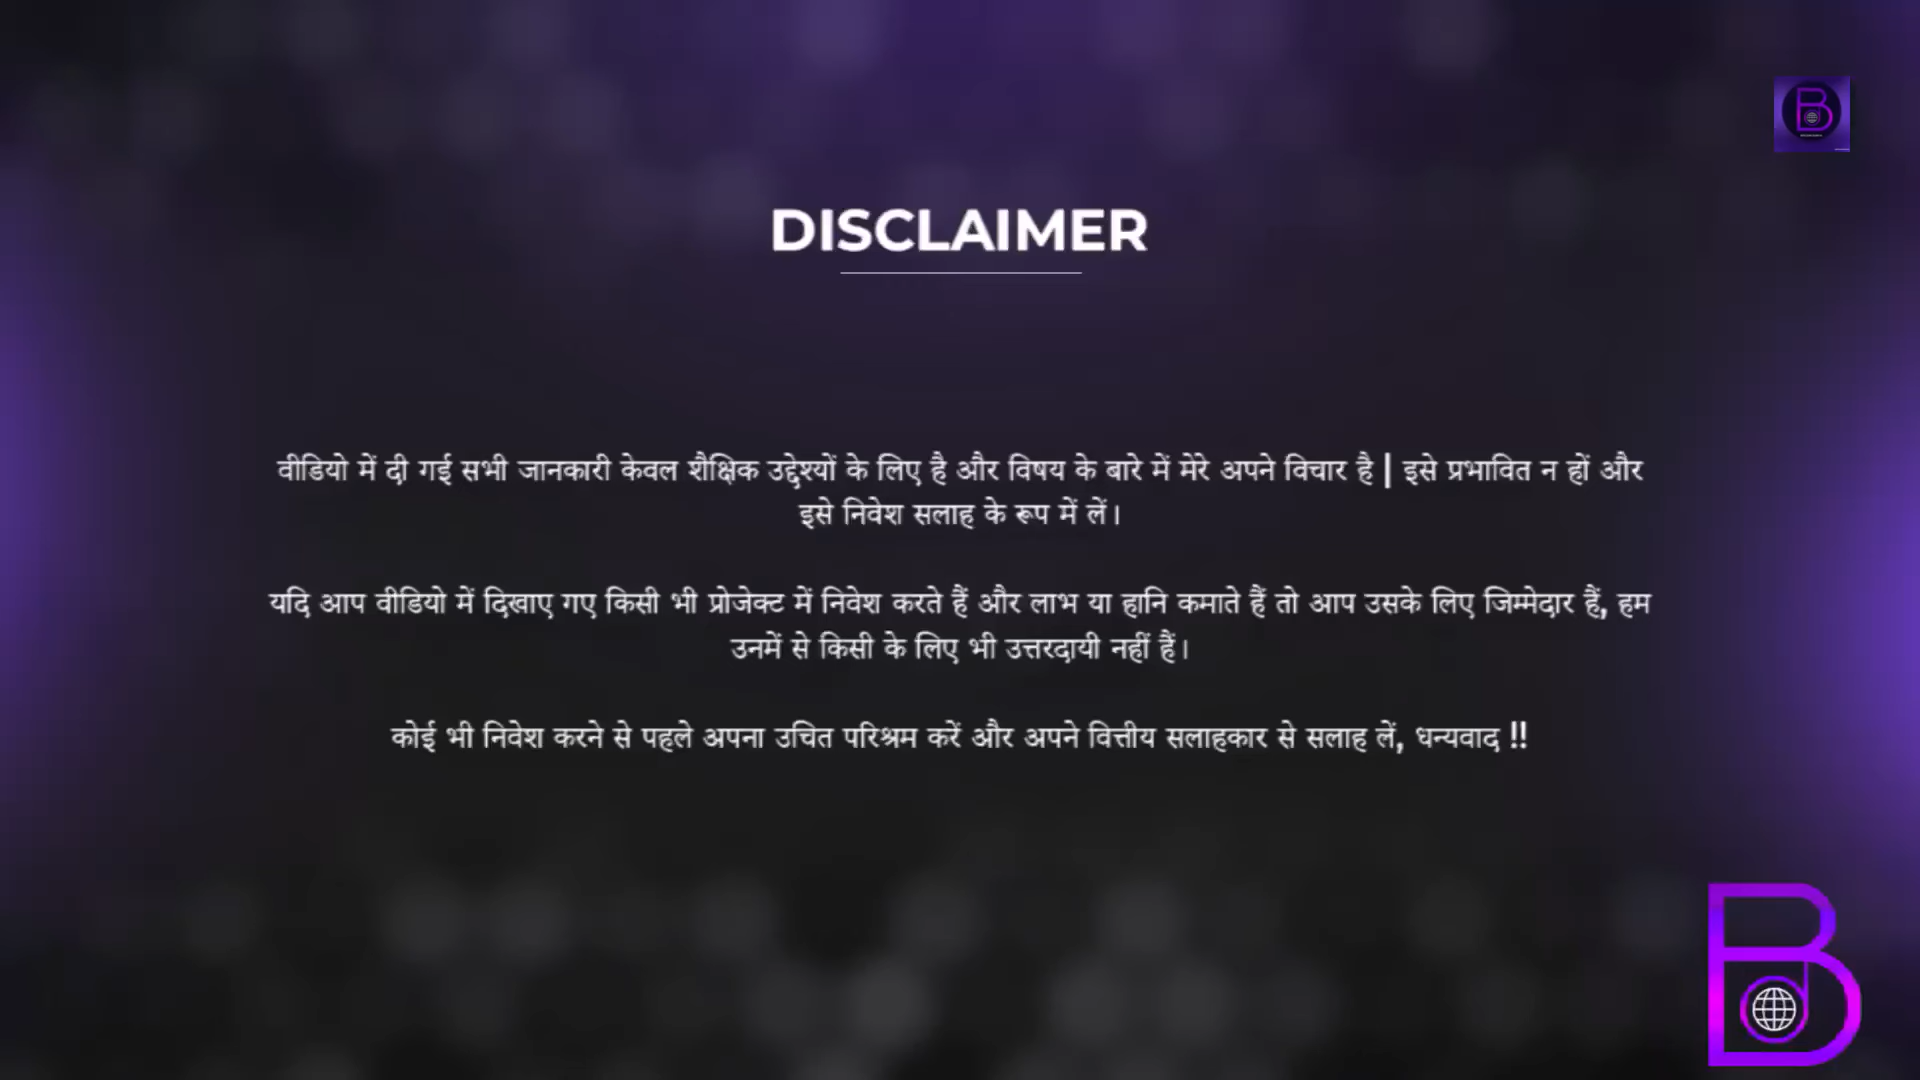 DISCLAIMER
वीडियो में दी गई सभी जानकारी केवल शैक्षिक उद्देश्यों के लिए है और विषय के बारे में मेरे अपने विचार है | इसे प्रभावित न हों और
इसे निवेश सलाह के रूप में लें।
यदि आप वीडियो में दिखाए गए किसी भी प्रोजेक्ट में निवेश करते हैं और लाभ या हानि कमाते हैं तो आप उसके लिए जिम्मेदार हैं, हम
उनमें से किसी के लिए भी उत्तरदायी नहीं हैं।
कोई भी निवेश करने से पहले अपना उचित परिश्रम करें और अपने वित्तीय सलाहकार से सलाह लें, धन्यवाद !!